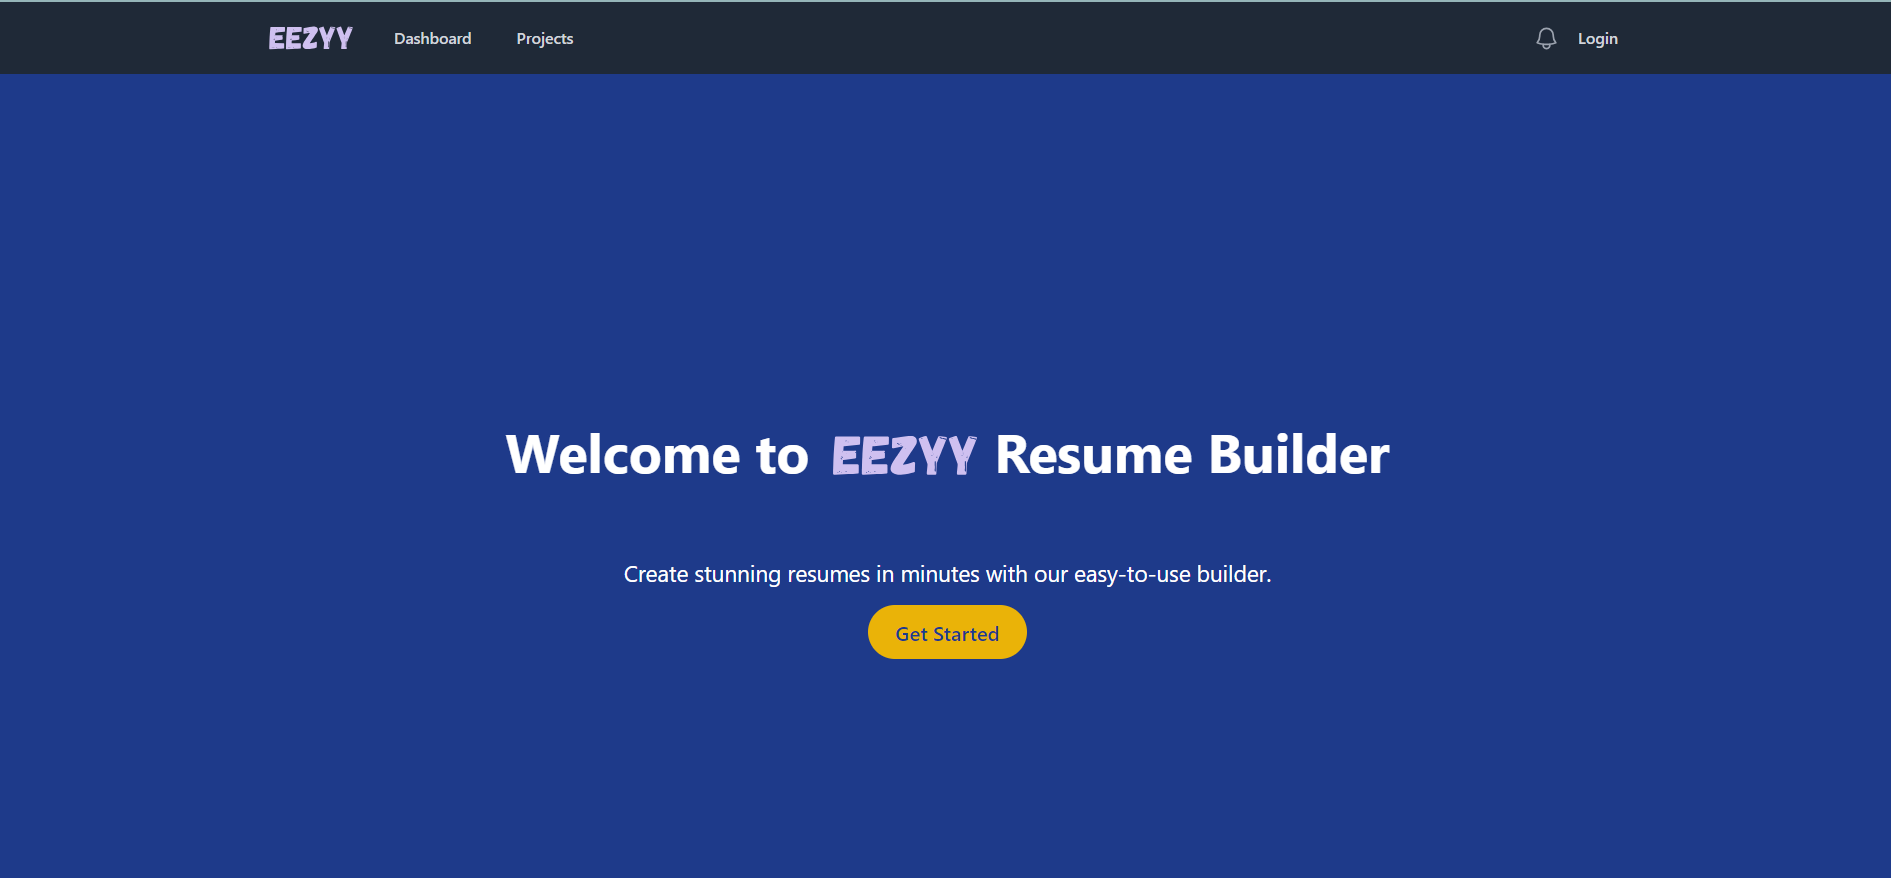 EEZYY Dashboard Projects Login
Welcome to EEZYY Resume Builder
Create stunning resumes in minutes with our easy-to-use builder.
Get Started